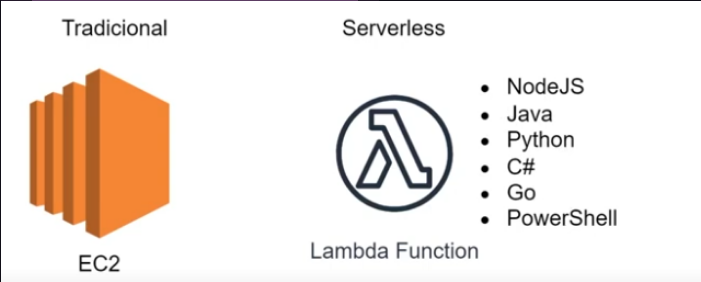 Tradicional
Serverless
EC2
Lambda Function
• NodeJS
• Java
• Python
• C#
• Go
• PowerShell